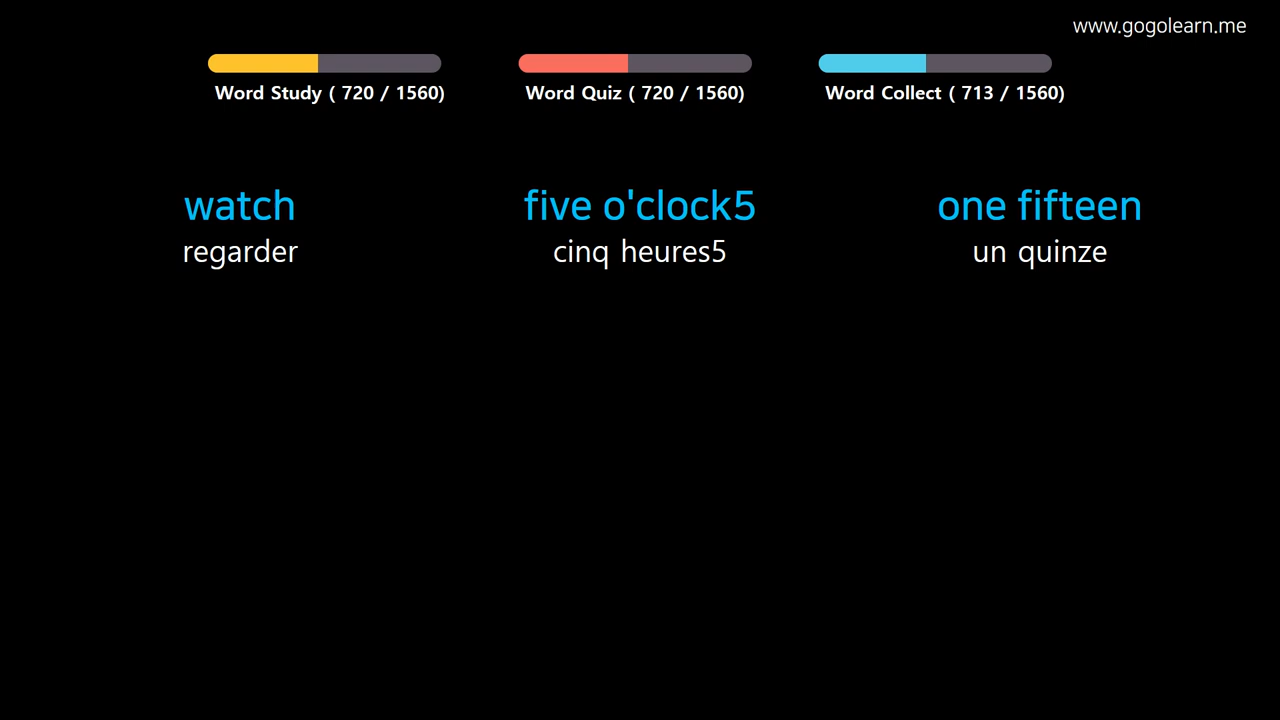 www.gogolearn.me
Word Study ( 720 / 1560)
Word Quiz ( 720 / 1560)
Word Collect ( 713 / 1560)
watch
regarder
five o'clock5
cinq heures5
one fifteen
un quinze